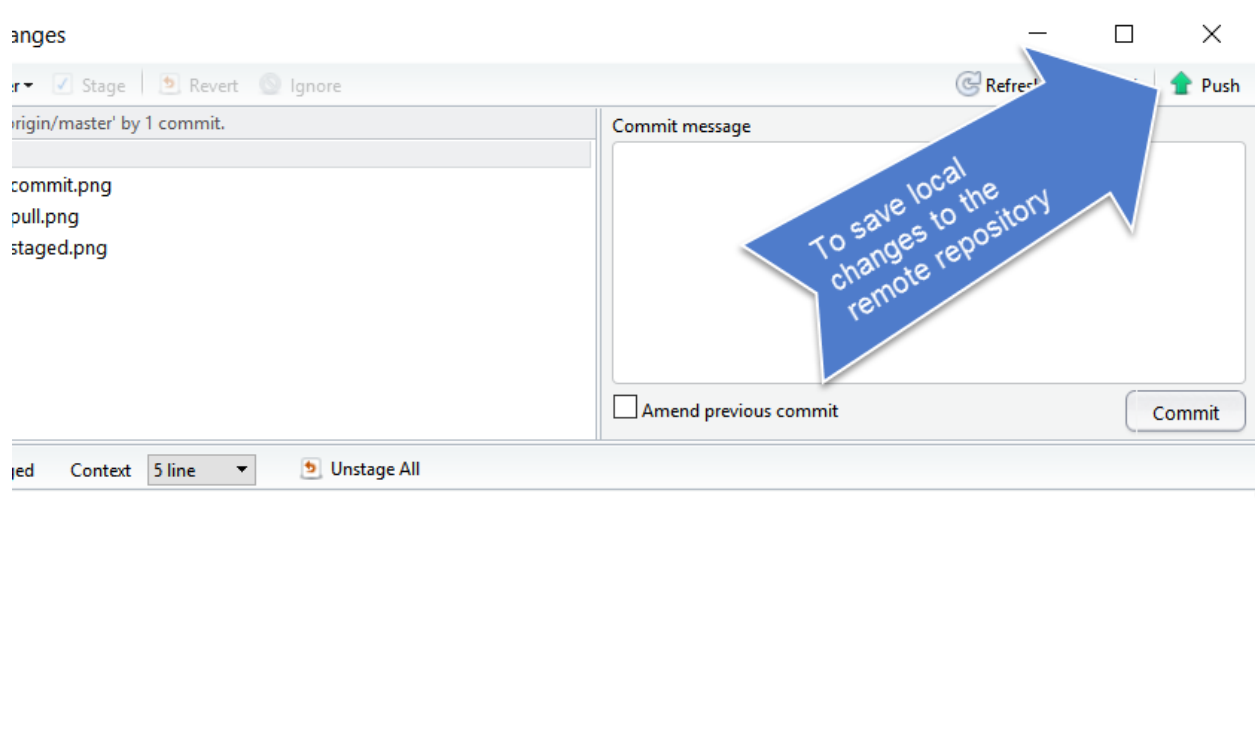 anges
Stage Revert Ignore Push
origin/master' by 1 commit.
Commit message
commit.png
pull.png
staged.png
To save local
changes to the
remote repository
Amend previous commit
Commit
Context 5 line Unstage All